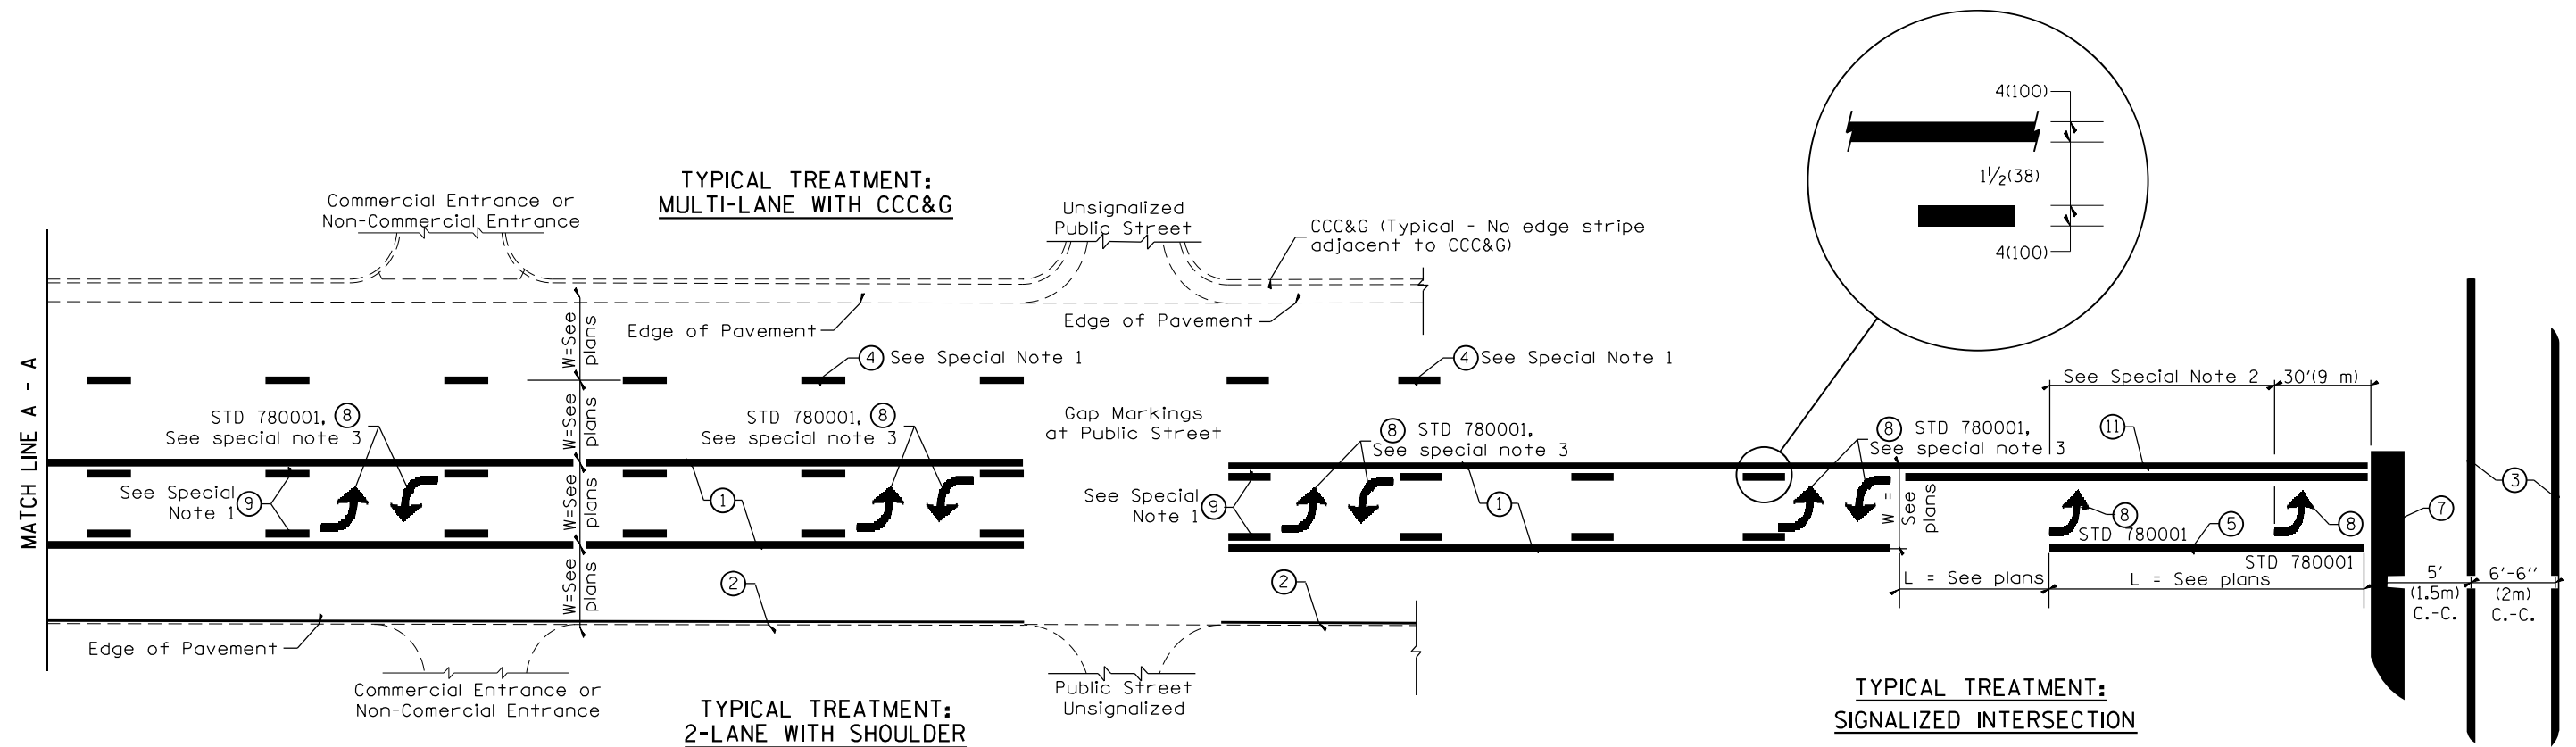 TYPICAL TREATMENT:
MULTI-LANE WITH CCC&G
Commercial Entrance or
Non-Commercial Entrance
Unsignalized
Public Street
CCC&G (Typical - No edge stripe
adjacent to CCC&G)
4(100)
1 1/2(38)
4(100)
Edge of Pavement
Edge of Pavement
MATCH LINE A - A
W=See
plans
W=See
plans
W=See
plans
W=See
plans
4 See Special Note 1
4 See Special Note 1
See Special Note 2
30'(9 m)
STD 780001, 8
See special note 3
STD 780001, 8
See special note 3
Gap Markings
at Public Street
8 STD 780001,
See special note 3
8 STD 780001,
See special note 3
11
See Special
Note 1
9
1
See Special
Note 1
9
1
W =
See
plans
8
STD 780001
5
8
STD 780001
7
3
2
2
L = See plans
L = See plans
5'
(1.5m)
C.-C.
6'-6''
(2m)
C.-C.
Edge of Pavement
Commercial Entrance or
Non-Comercial Entrance
Public Street
Unsignalized
TYPICAL TREATMENT:
2-LANE WITH SHOULDER
TYPICAL TREATMENT:
SIGNALIZED INTERSECTION